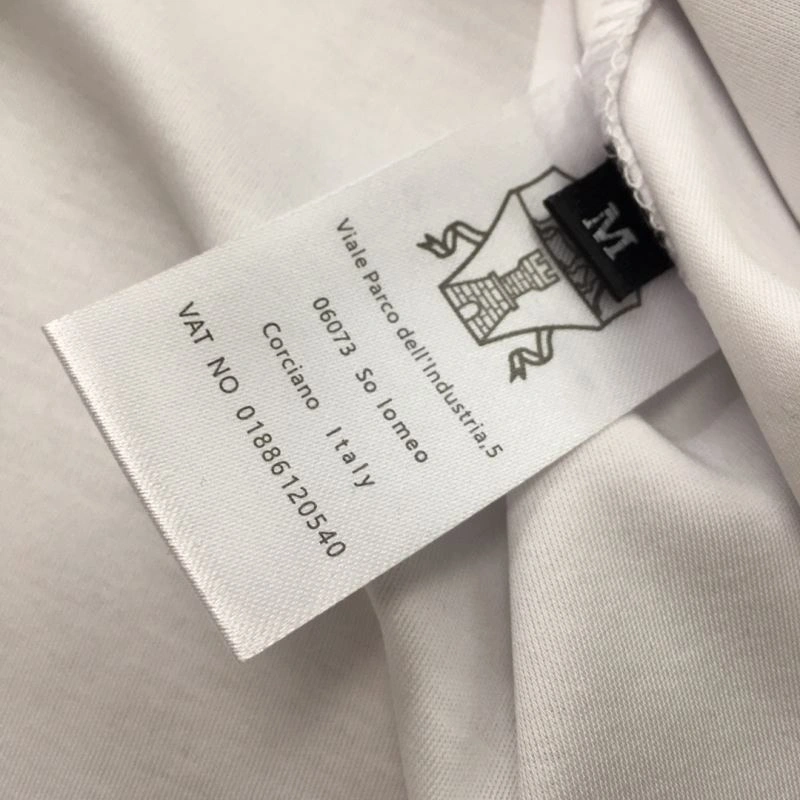 M
Viale Parco dell'Industria,5
06073 So lomeo
Corciano Italy
VAT NO 01886120540